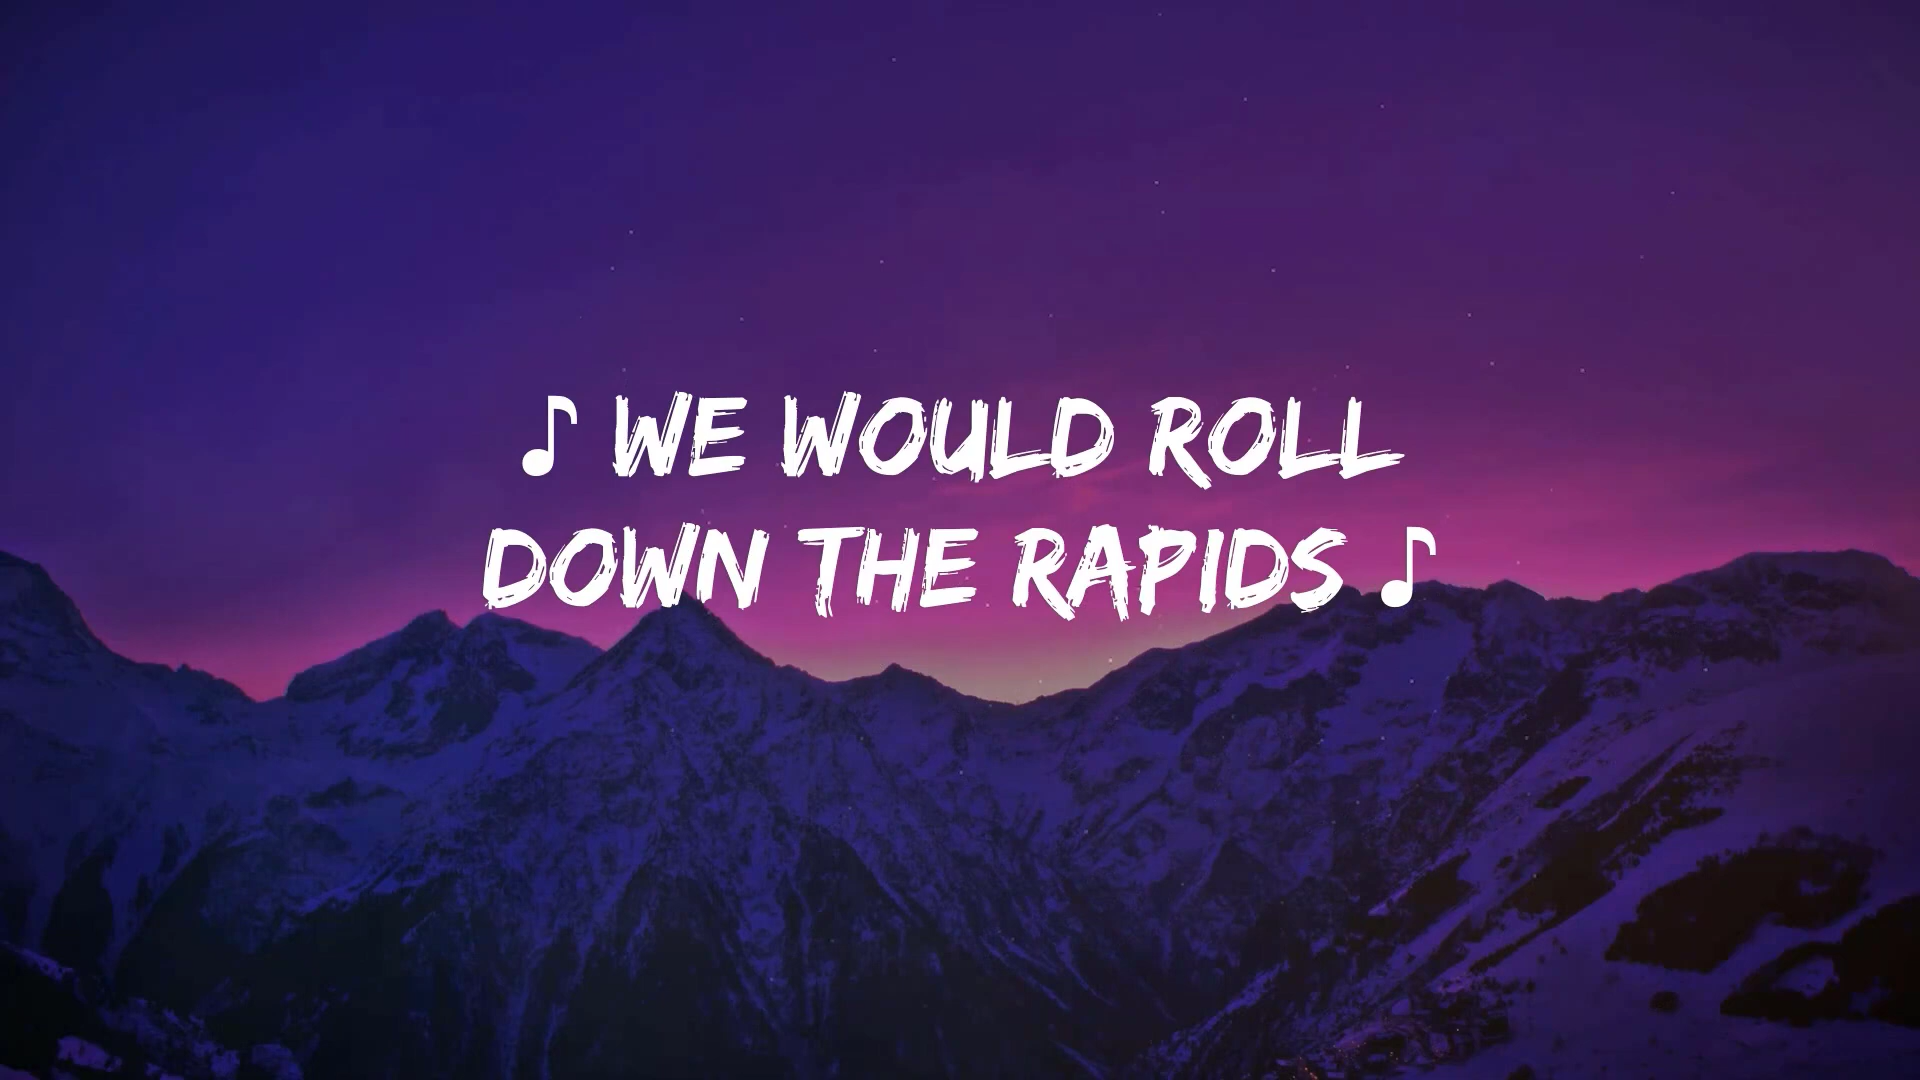 ♪ WE WOULD ROLL
DOWN THE RAPIDS ♪